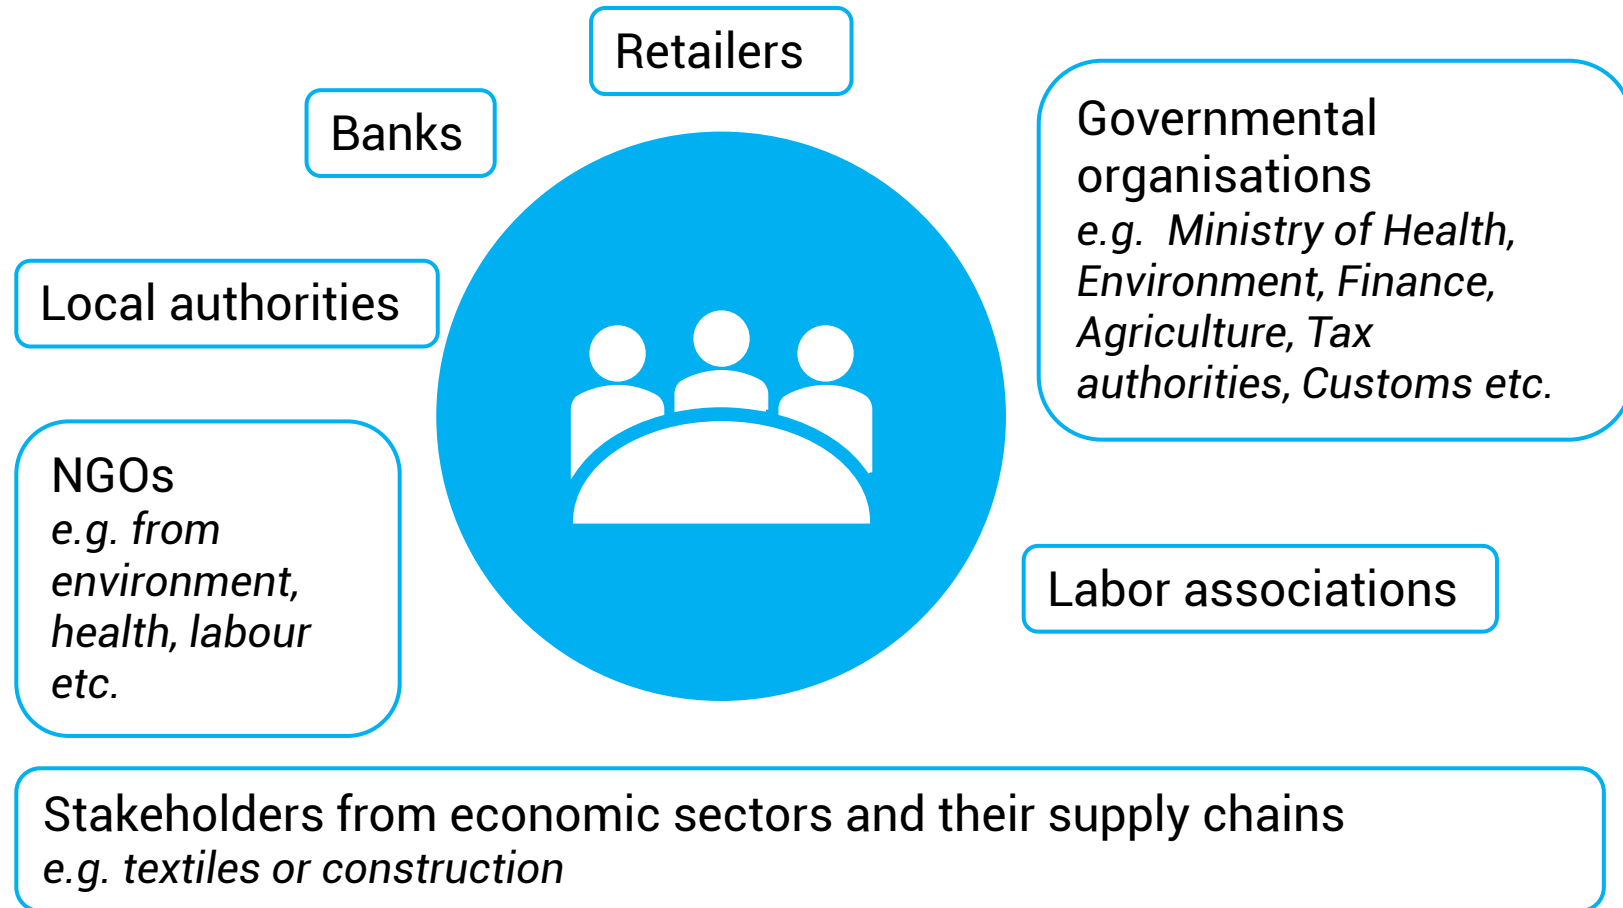 Retailers
Banks
Governmental
organisations
e.g. Ministry of Health,
Environment, Finance,
Agriculture, Tax
authorities, Customs etc.
Local authorities
NGOs
e.g. from
environment,
health, labour
etc.
Labor associations
Stakeholders from economic sectors and their supply chains
e.g. textiles or construction